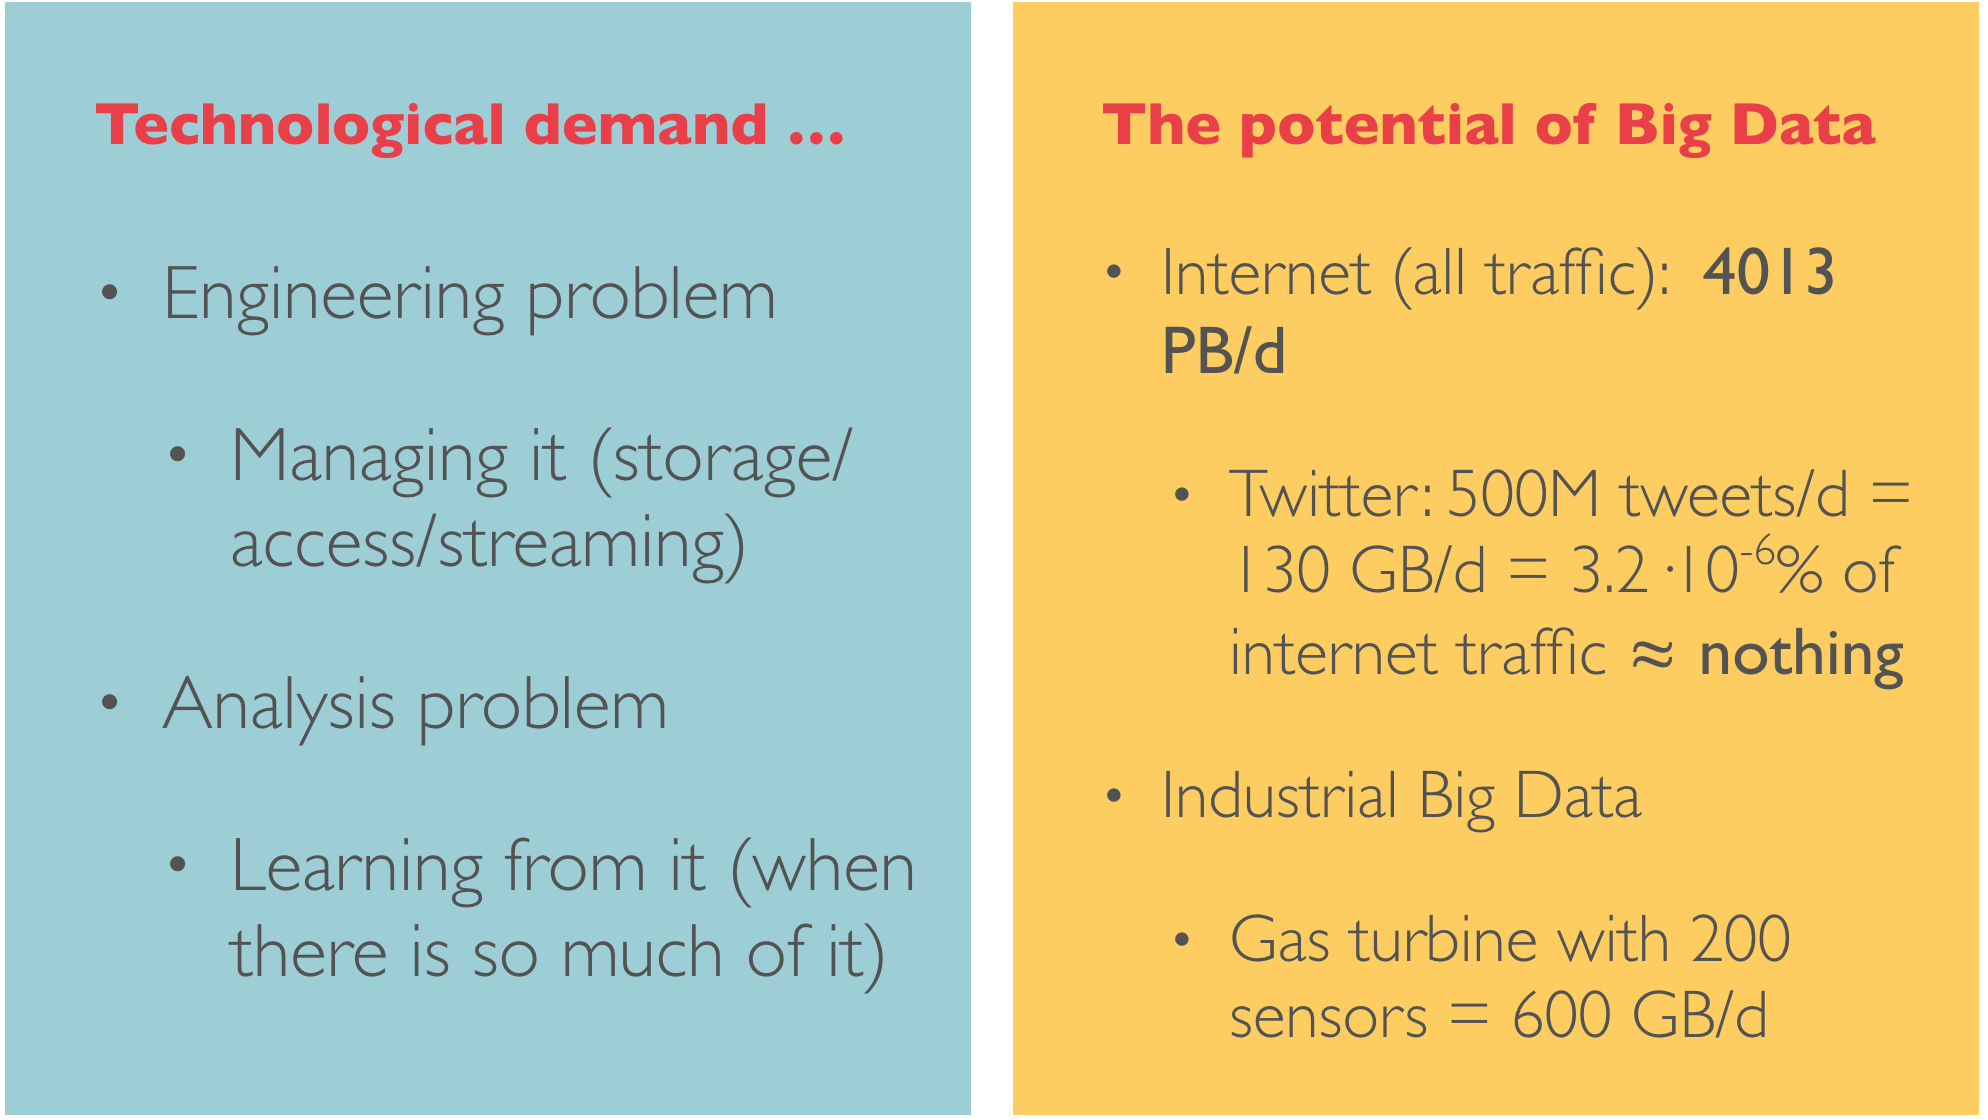 Technological demand ...
• Engineering problem
• Managing it (storage/
access/streaming)
• Analysis problem
• Learning from it (when
there is so much of it)
The potential of Big Data
• Internet (all traffic): 4013
PB/d
• Twitter: 500M tweets/d =
130 GB/d = 3.2 ·10⁻⁶% of
internet traffic ≈ nothing
• Industrial Big Data
• Gas turbine with 200
sensors = 600 GB/d